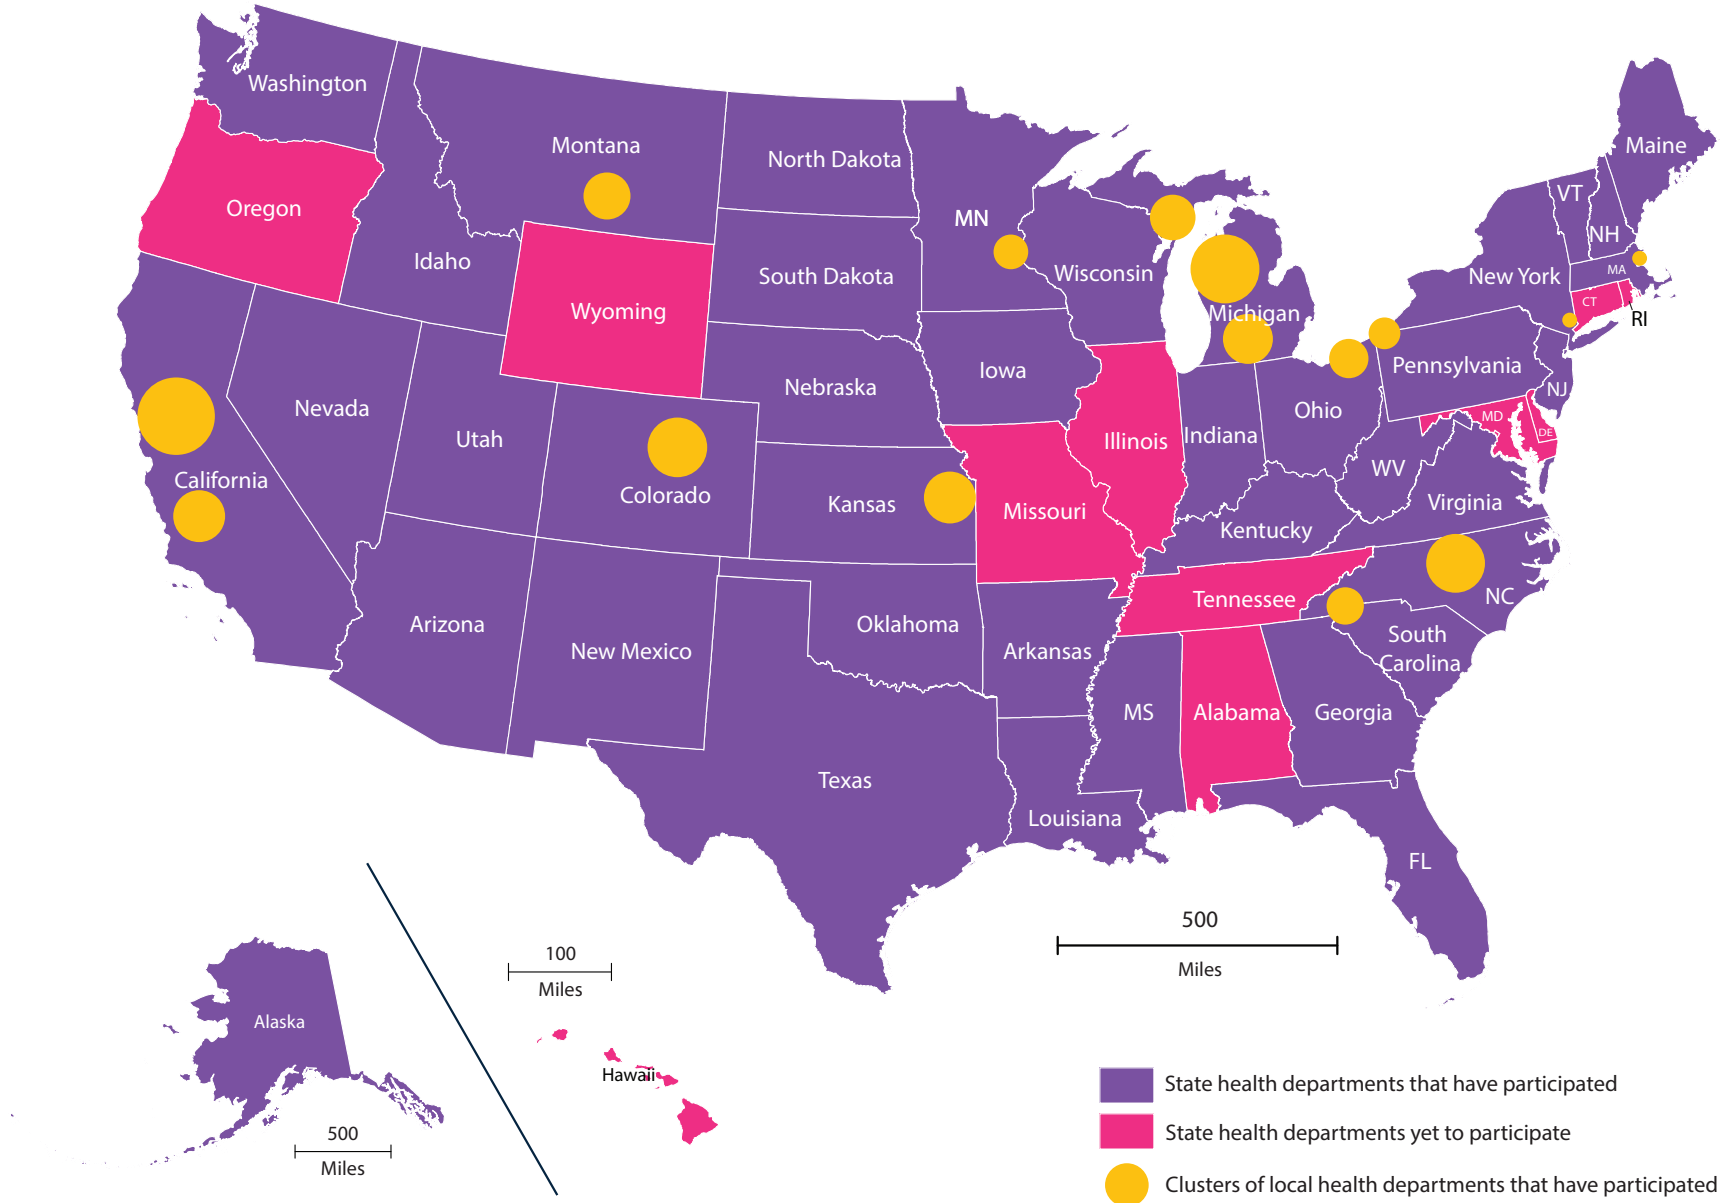 Washington
Montana
North Dakota
MN
Maine
VT
NH
Oregon
Idaho
Wyoming
South Dakota
Wisconsin
Michigan
New York
MA
CT
RI
Nevada
Utah
Nebraska
Iowa
Pennsylvania
NJ
California
Colorado
Kansas
Missouri
Illinois
Indiana
Ohio
MD
DE
WV
Virginia
Kentucky
Arizona
New Mexico
Oklahoma
Arkansas
Tennessee
NC
South
Carolina
MS
Alabama
Georgia
Texas
Louisiana
FL
500
Miles
100
Miles
Alaska
Hawaii
500
Miles
State health departments that have participated
State health departments yet to participate
Clusters of local health departments that have participated